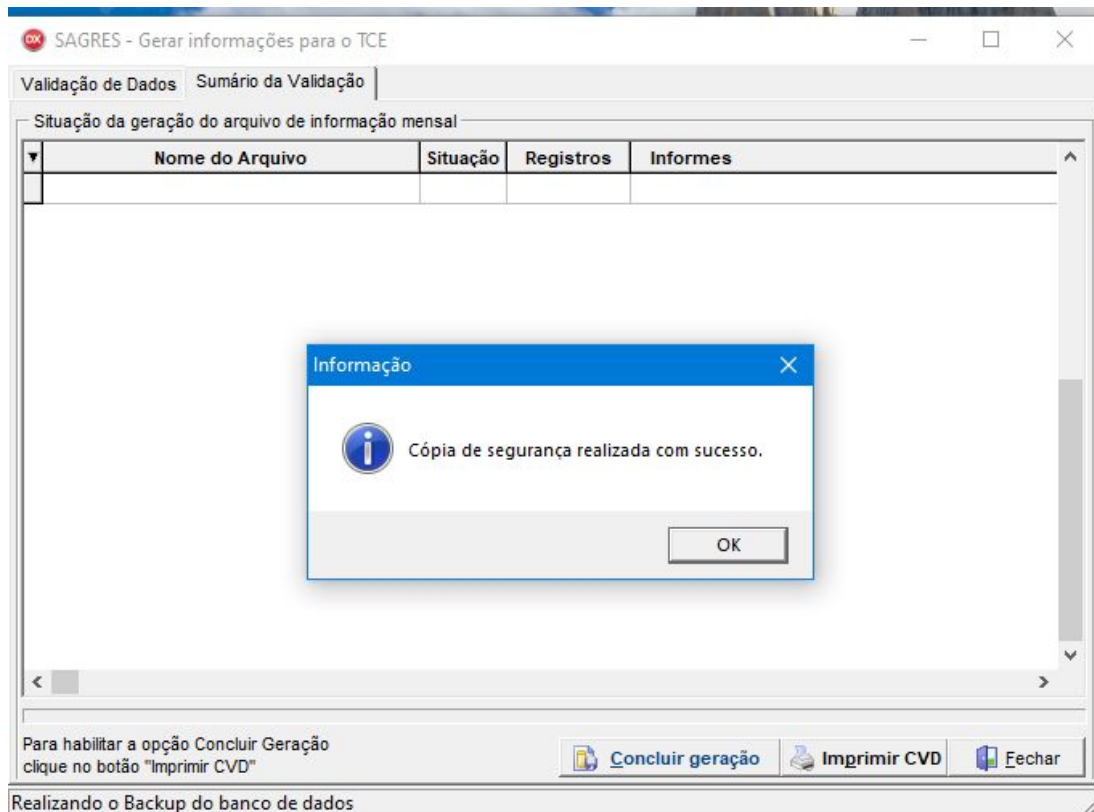 SAGRES - Gerar informações para o TCE
Validação de Dados Sumário da Validação
Situação da geração do arquivo de informação mensal
Nome do Arquivo Situação Registros Informes
Informação
Cópia de segurança realizada com sucesso.
OK
Para habilitar a opção Concluir Geração
clique no botão "Imprimir CVD"
Concluir geração Imprimir CVD Fechar
Realizando o Backup do banco de dados